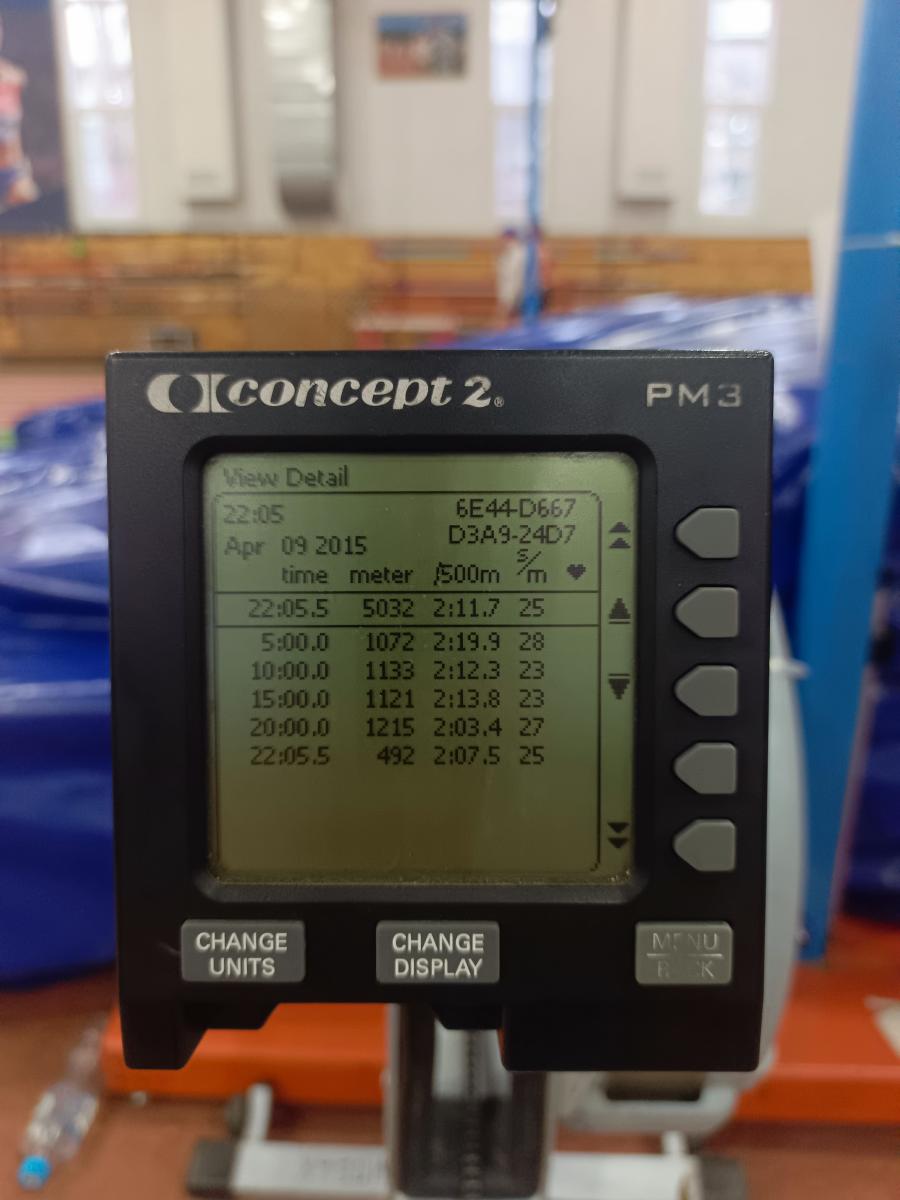 concept 2®
PM3
View Detail
22:05 6E44-D667
Apr 09 2015 D3A9-24D7
time meter /500m s/m ♥
22:05.5 5032 2:11.7 25
5:00.0 1072 2:19.9 28
10:00.0 1133 2:12.3 23
15:00.0 1121 2:13.8 23
20:00.0 1215 2:03.4 27
22:05.5 492 2:07.5 25
CHANGE
UNITS
CHANGE
DISPLAY
MENU